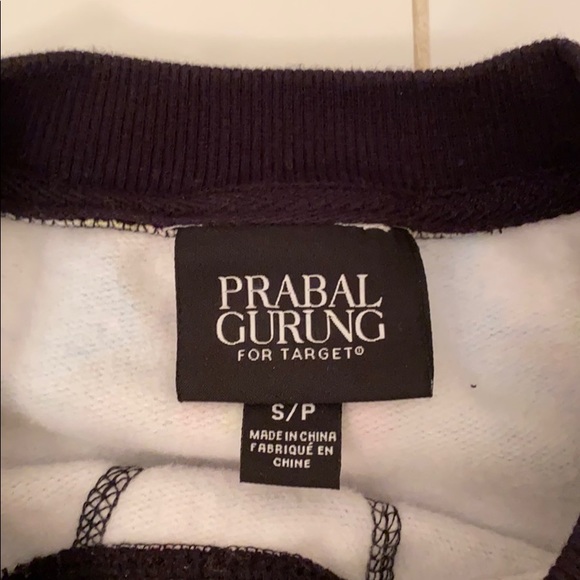 PRABAL
GURUNG
FOR TARGET®
S/P
MADE IN CHINA
FABRIQUÉ EN
CHINE